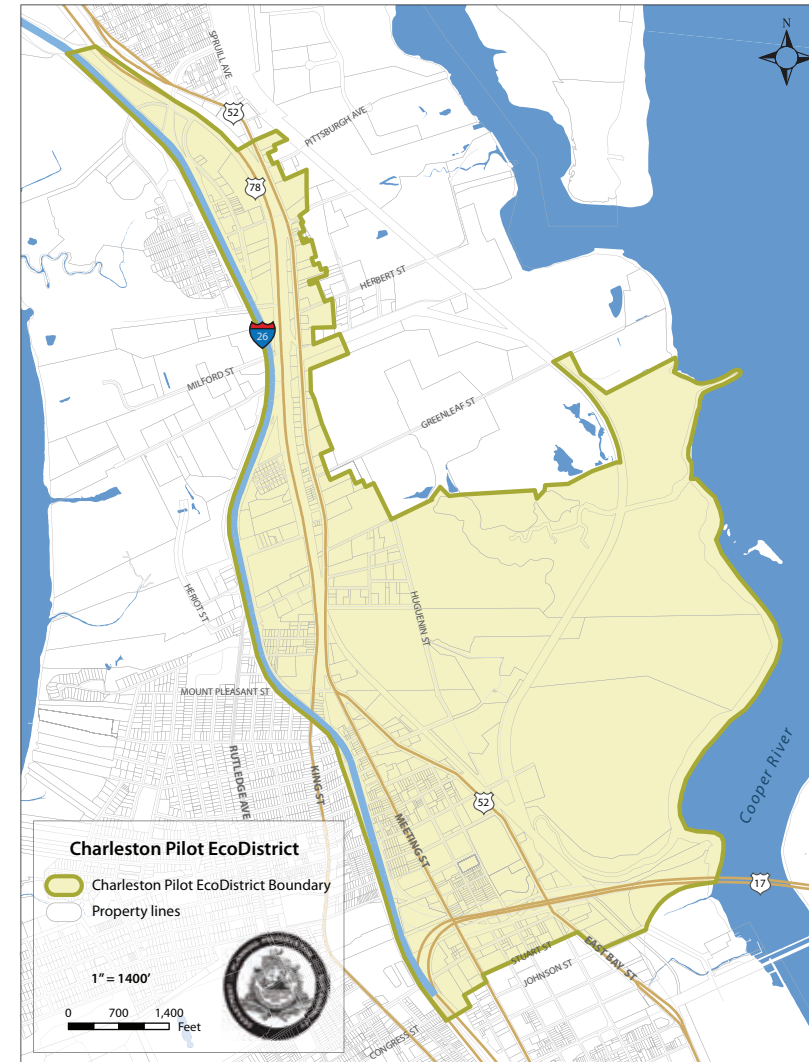 N
SPRUILL AVE
52
PITTSBURGH AVE
78
HERBERT ST
26
MILFORD ST
GREENLEAF ST
HERIOT ST
HUGUENIN ST
MOUNT PLEASANT ST
RUTLEDGE AVE
KING ST
Cooper River
52
MEETING ST
17
STUART ST
EAST BAY ST
JOHNSON ST
CONGRESS ST
Charleston Pilot EcoDistrict
Charleston Pilot EcoDistrict Boundary
Property lines
1” = 1400’
0 700 1,400
Feet